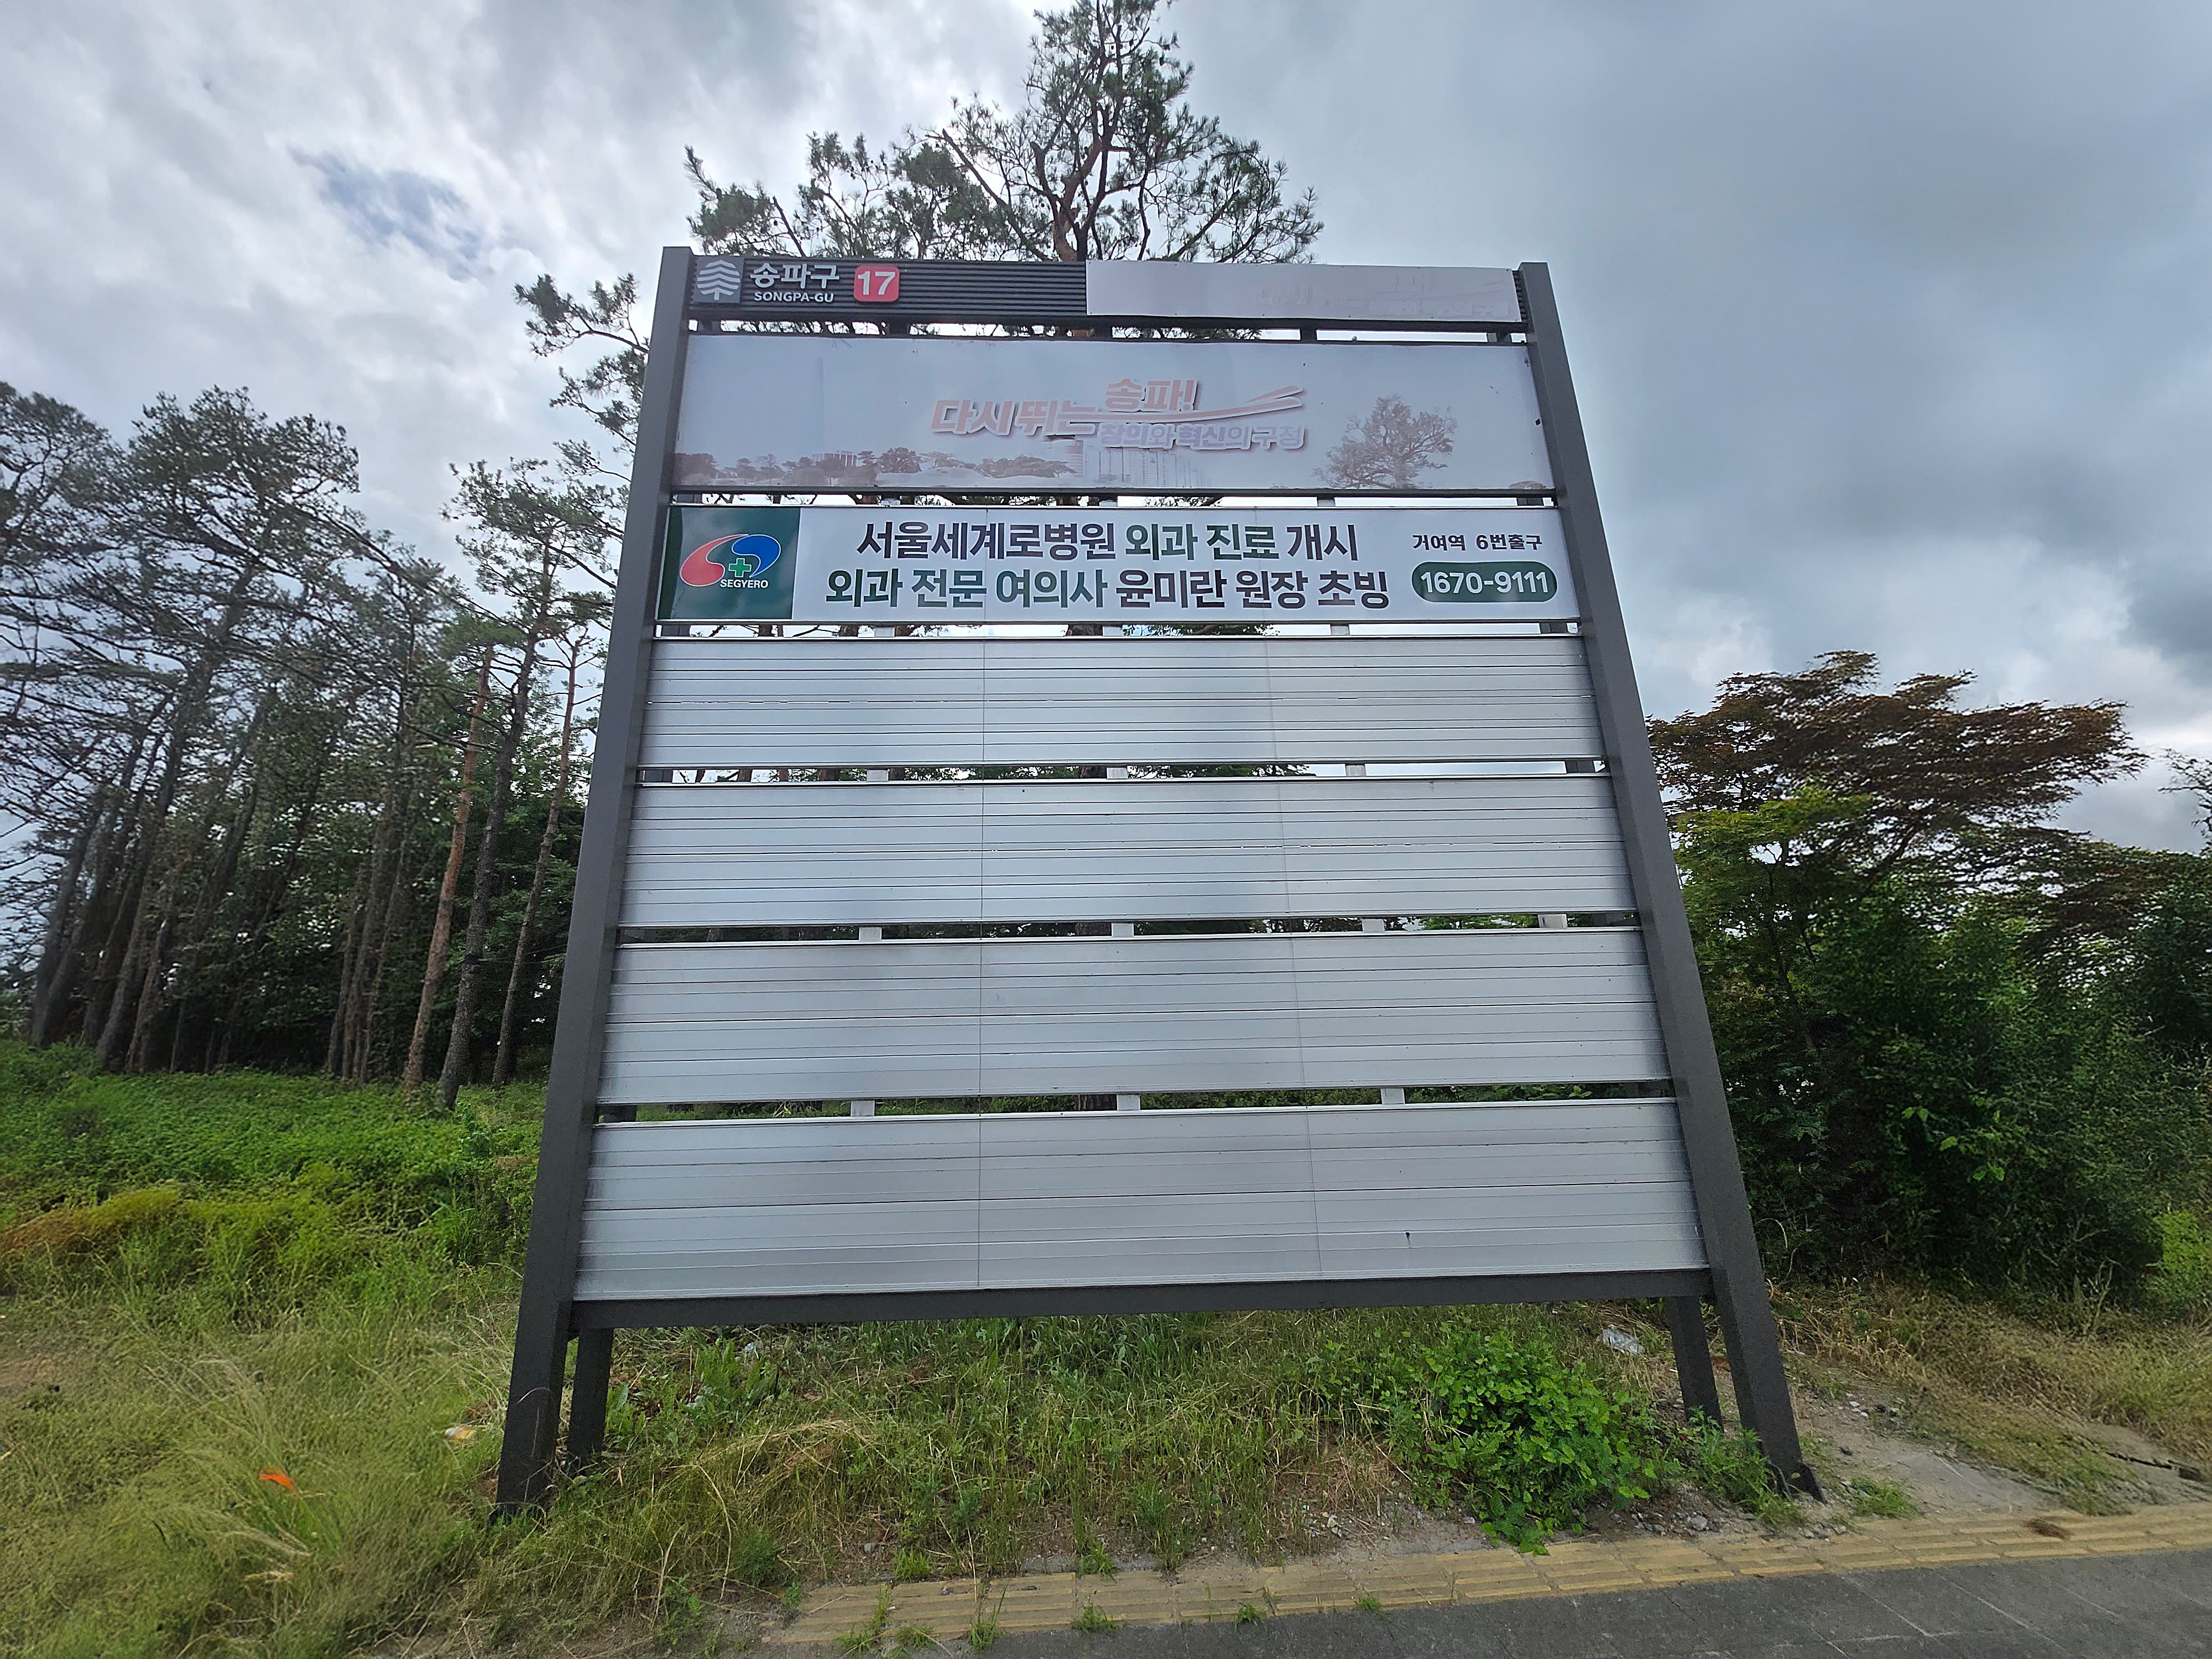 송파구
SONGPA-GU
17
송파!
다시 뛰는
창의와 혁신의 구정
서울세계로병원 외과 진료 개시
외과 전문 여의사 윤미란 원장 초빙
거여역 6번출구
1670-9111
SEGYERO